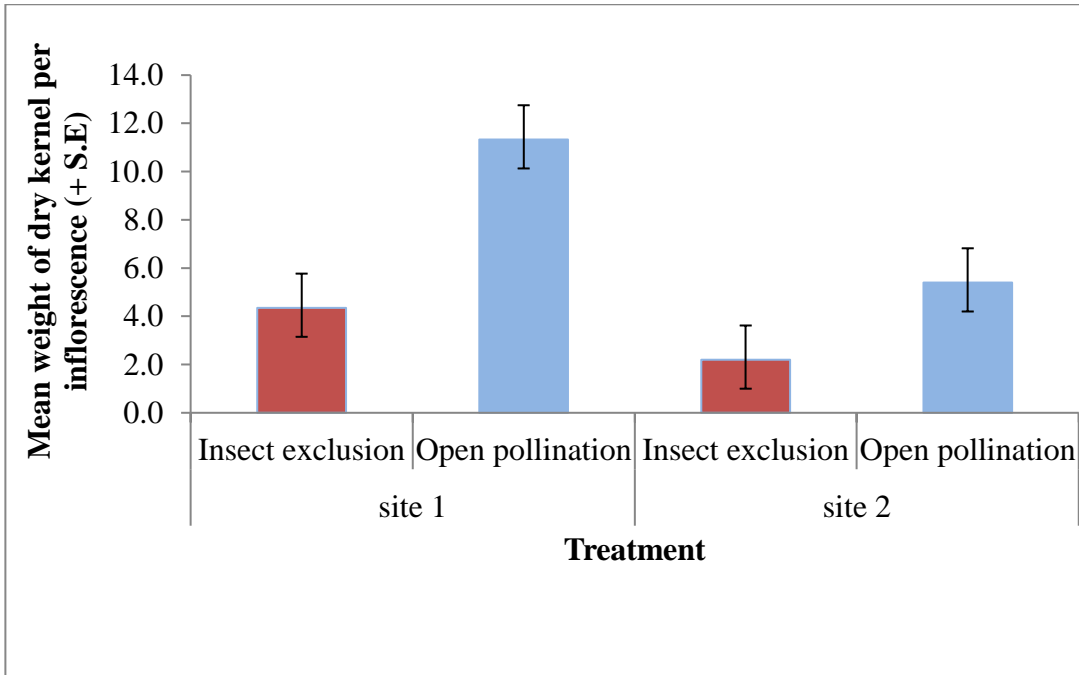 Mean weight of dry kernel per
inflorescence (+ S.E)
14.0
12.0
10.0
8.0
6.0
4.0
2.0
0.0
Insect exclusion Open pollination Insect exclusion Open pollination
site 1 site 2
Treatment